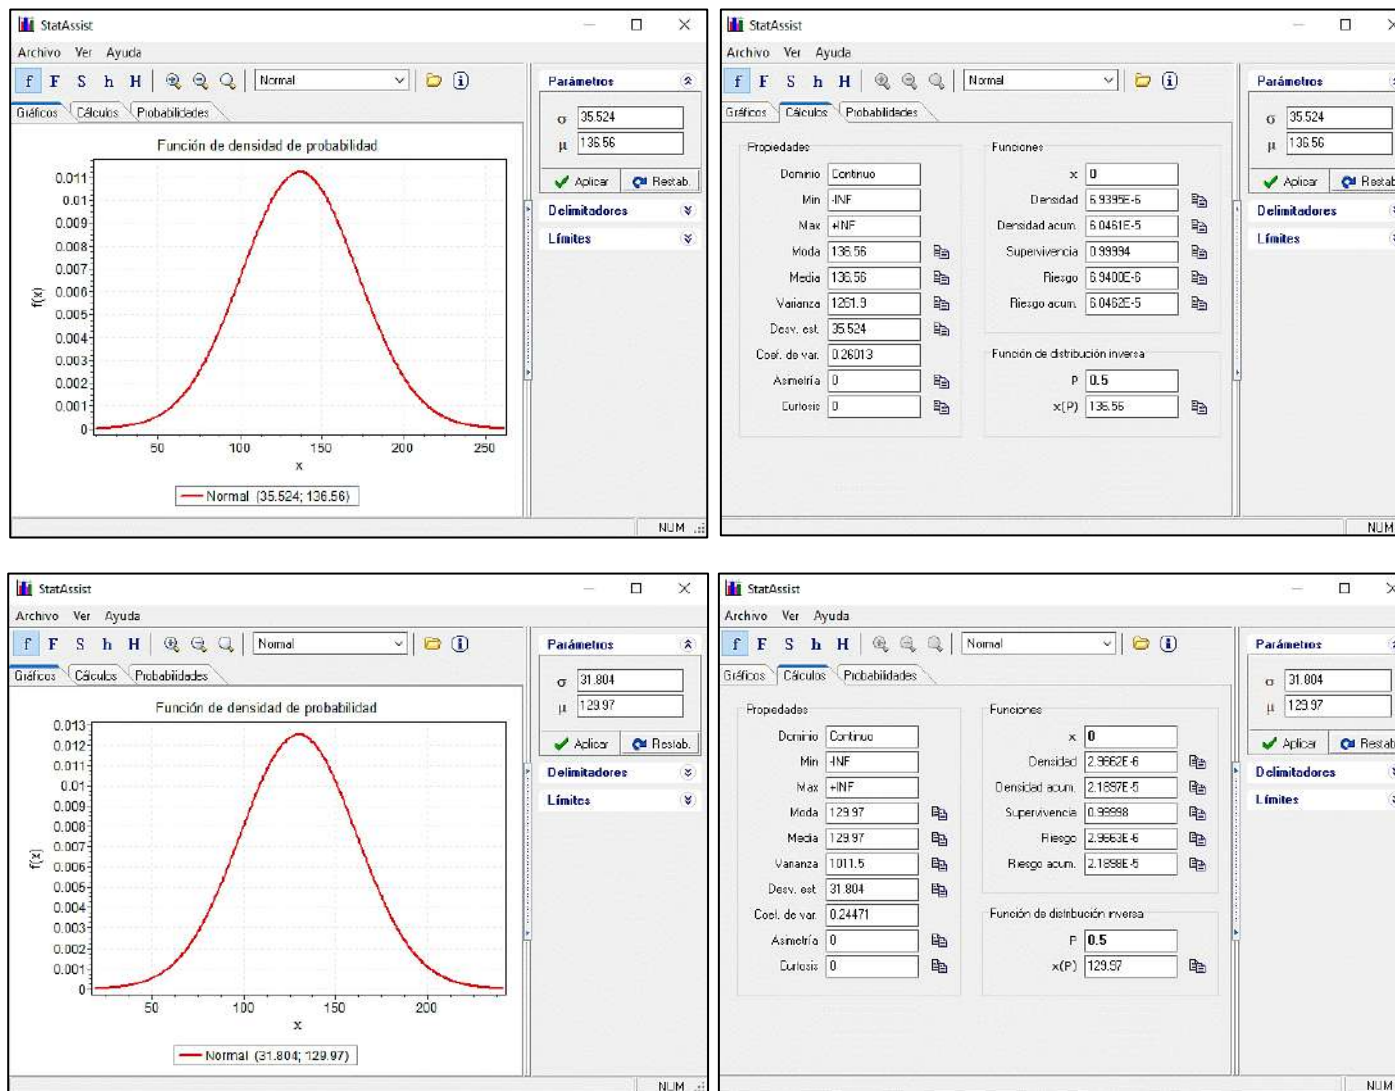 StatAssist
Archivo Ver Ayuda
f F S h H Normal
Parámetros
Gráficos Cálculos Probabilidades
σ 35.524
μ 136.56
Aplicar Restab.
Delimitadores
Límites
Función de densidad de probabilidad
0.011
0.01
0.009
0.008
0.007
0.006
0.005
0.004
0.003
0.002
0.001
0
f(x)
50 100 150 200 250
x
Normal (35.524; 136.56)
NUM
StatAssist
Archivo Ver Ayuda
f F S h H Normal
Parámetros
Gráficos Cálculos Probabilidades
σ 35.524
μ 136.56
Aplicar Restab
Delimitadores
Límites
Propiedades
Dominio Continuo
Min -INF
Max +INF
Moda 136.56
Media 136.56
Varianza 1261.9
Desv. est. 35.524
Coef. de var. 0.26013
Asimetría 0
Curtosis 0
Funciones
x 0
Densidad 6.9395E-6
Densidad acum. 6.0461E-5
Supervivencia 0.99994
Riesgo 6.9400E-6
Riesgo acum. 6.0462E-5
Función de distribución inversa
P 0.5
x(P) 136.56
NUM
StatAssist
Archivo Ver Ayuda
f F S h H Normal
Parámetros
Gráficos Cálculos Probabilidades
σ 31.804
μ 129.97
Aplicar Restab.
Delimitadores
Límites
Función de densidad de probabilidad
0.013
0.012
0.011
0.01
0.009
0.008
0.007
0.006
0.005
0.004
0.003
0.002
0.001
0
f(x)
50 100 150 200
x
Normal (31.804; 129.97)
NUM
StatAssist
Archivo Ver Ayuda
f F S h H Normal
Parámetros
Gráficos Cálculos Probabilidades
σ 31.804
μ 129.97
Aplicar Restab
Delimitadores
Límites
Propiedades
Dominio Continuo
Min -INF
Max +INF
Moda 129.97
Media 129.97
Varianza 1011.5
Desv. est. 31.804
Coef. de var. 0.24471
Asimetría 0
Curtosis 0
Funciones
x 0
Densidad 2.9662E-6
Densidad acum. 2.1897E-5
Supervivencia 0.99998
Riesgo 2.9663E-6
Riesgo acum. 2.1898E-5
Función de distribución inversa
P 0.5
x(P) 129.97
NUM